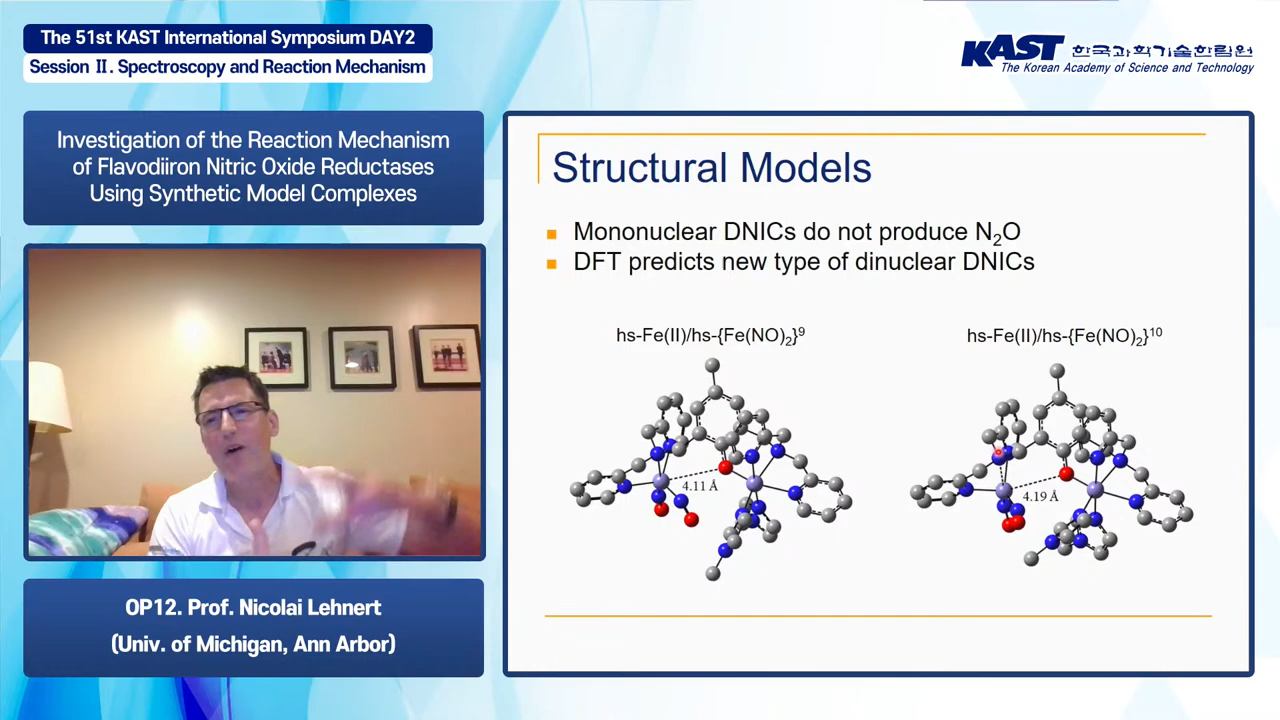 The 51st KAST International Symposium DAY2
Session Ⅱ. Spectroscopy and Reaction Mechanism
KAST 한국과학기술한림원
The Korean Academy of Science and Technology
Investigation of the Reaction Mechanism
of Flavodiiron Nitric Oxide Reductases
Using Synthetic Model Complexes
OP12. Prof. Nicolai Lehnert
(Univ. of Michigan, Ann Arbor)
Structural Models
Mononuclear DNICs do not produce N₂O
DFT predicts new type of dinuclear DNICs
hs-Fe(II)/hs-{Fe(NO)₂}⁹
hs-Fe(II)/hs-{Fe(NO)₂}¹⁰
4.11 Å
4.19 Å